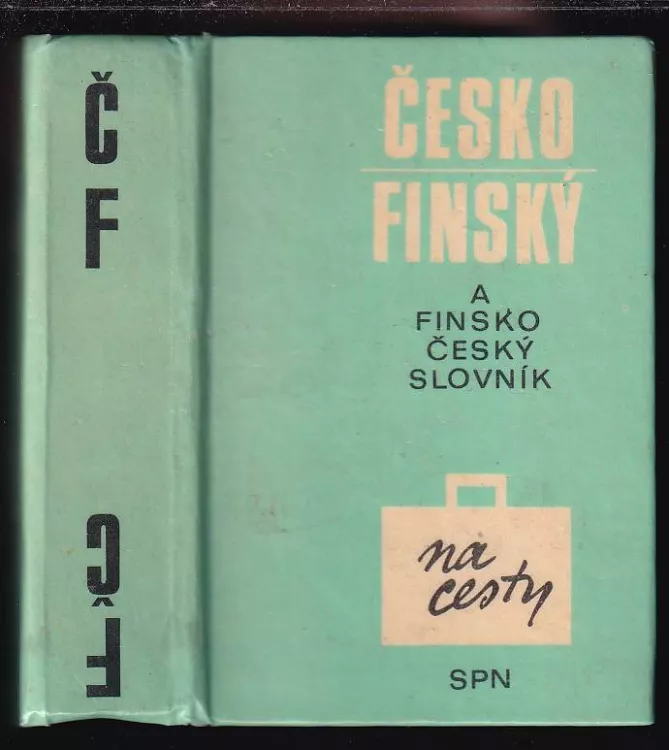 Č
F
F
Č
ČESKO
FINSKÝ
A
FINSKO
ČESKÝ
SLOVNÍK
na
cesty
SPN